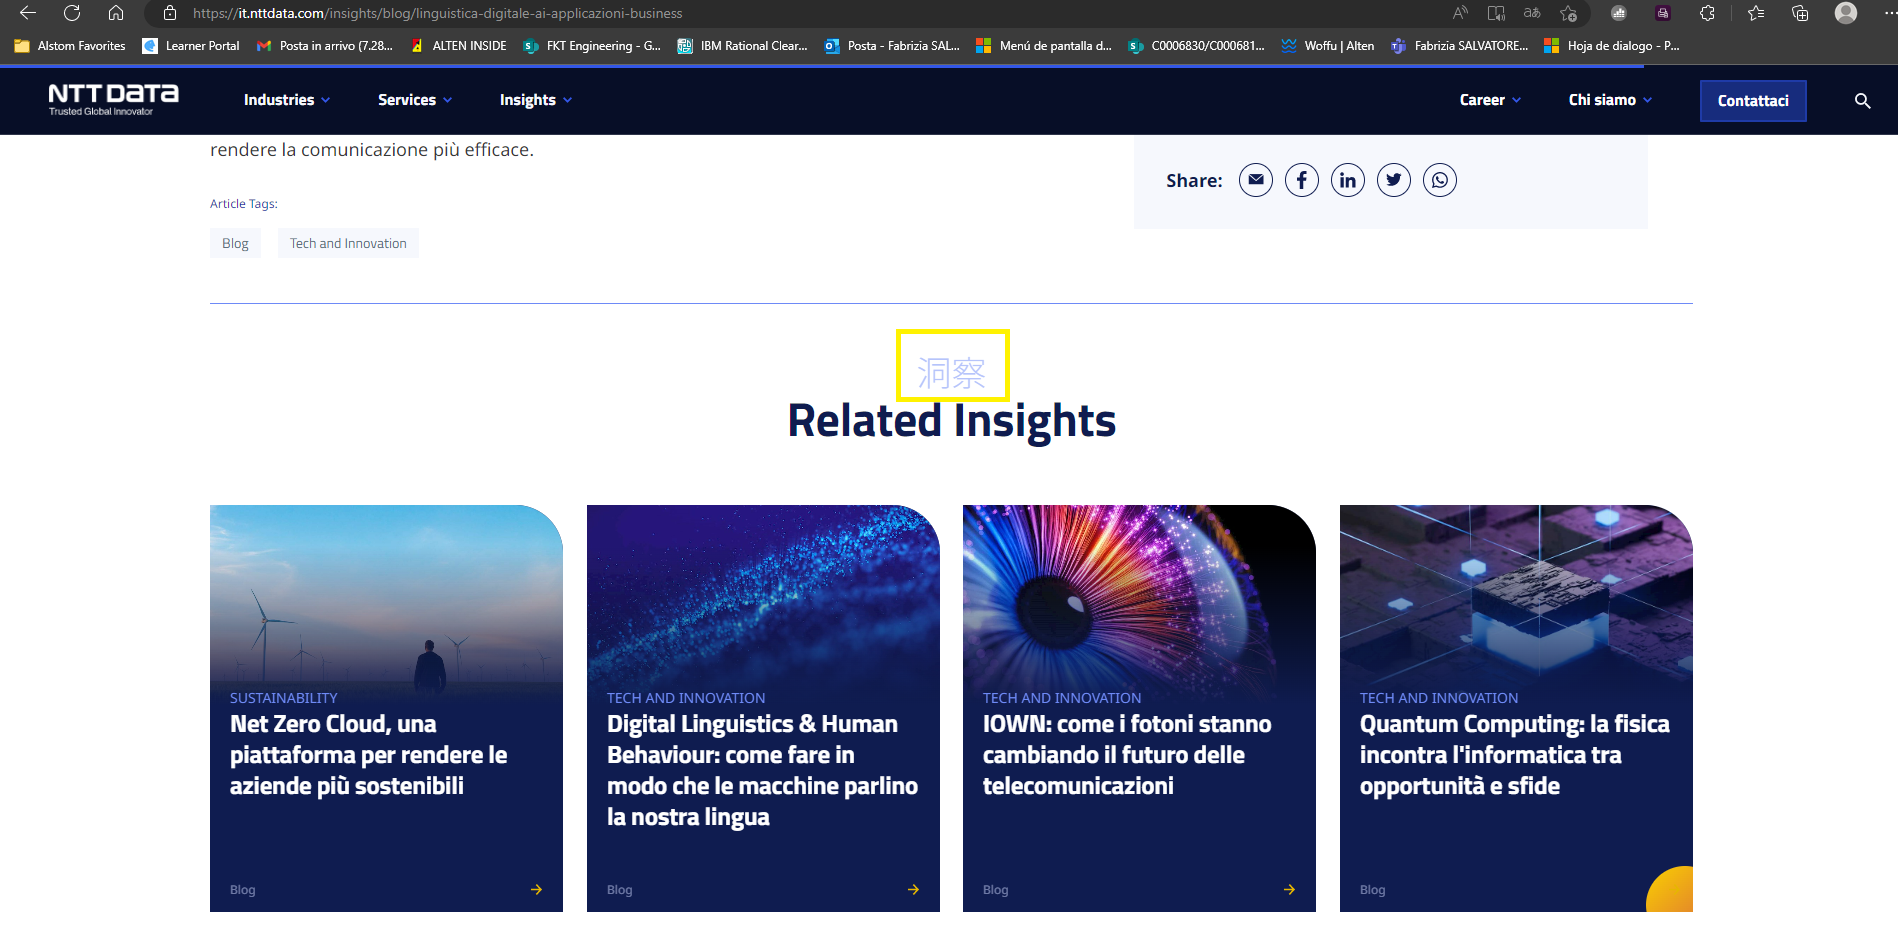 https://it.nttdata.com/insights/blog/linguistica-digitale-ai-applicazioni-business
Alstom Favorites Learner Portal Posta in arrivo (7.28... ALTEN INSIDE FKT Engineering - G... IBM Rational Clear... Posta - Fabrizia SAL... Menú de pantalla d... C0006830/C000681... Woffu | Alten Fabrizia SALVATORE... Hoja de dialogo - P...
NTT DATA
Trusted Global Innovator
Industries Services Insights Career Chi siamo Contattaci
rendere la comunicazione più efficace.
Share:
Article Tags:
Blog Tech and Innovation
洞察
Related Insights
SUSTAINABILITY
Net Zero Cloud, una
piattaforma per rendere le
aziende più sostenibili
Blog
TECH AND INNOVATION
Digital Linguistics & Human
Behaviour: come fare in
modo che le macchine parlino
la nostra lingua
Blog
TECH AND INNOVATION
IOWN: come i fotoni stanno
cambiando il futuro delle
telecomunicazioni
Blog
TECH AND INNOVATION
Quantum Computing: la fisica
incontra l'informatica tra
opportunità e sfide
Blog